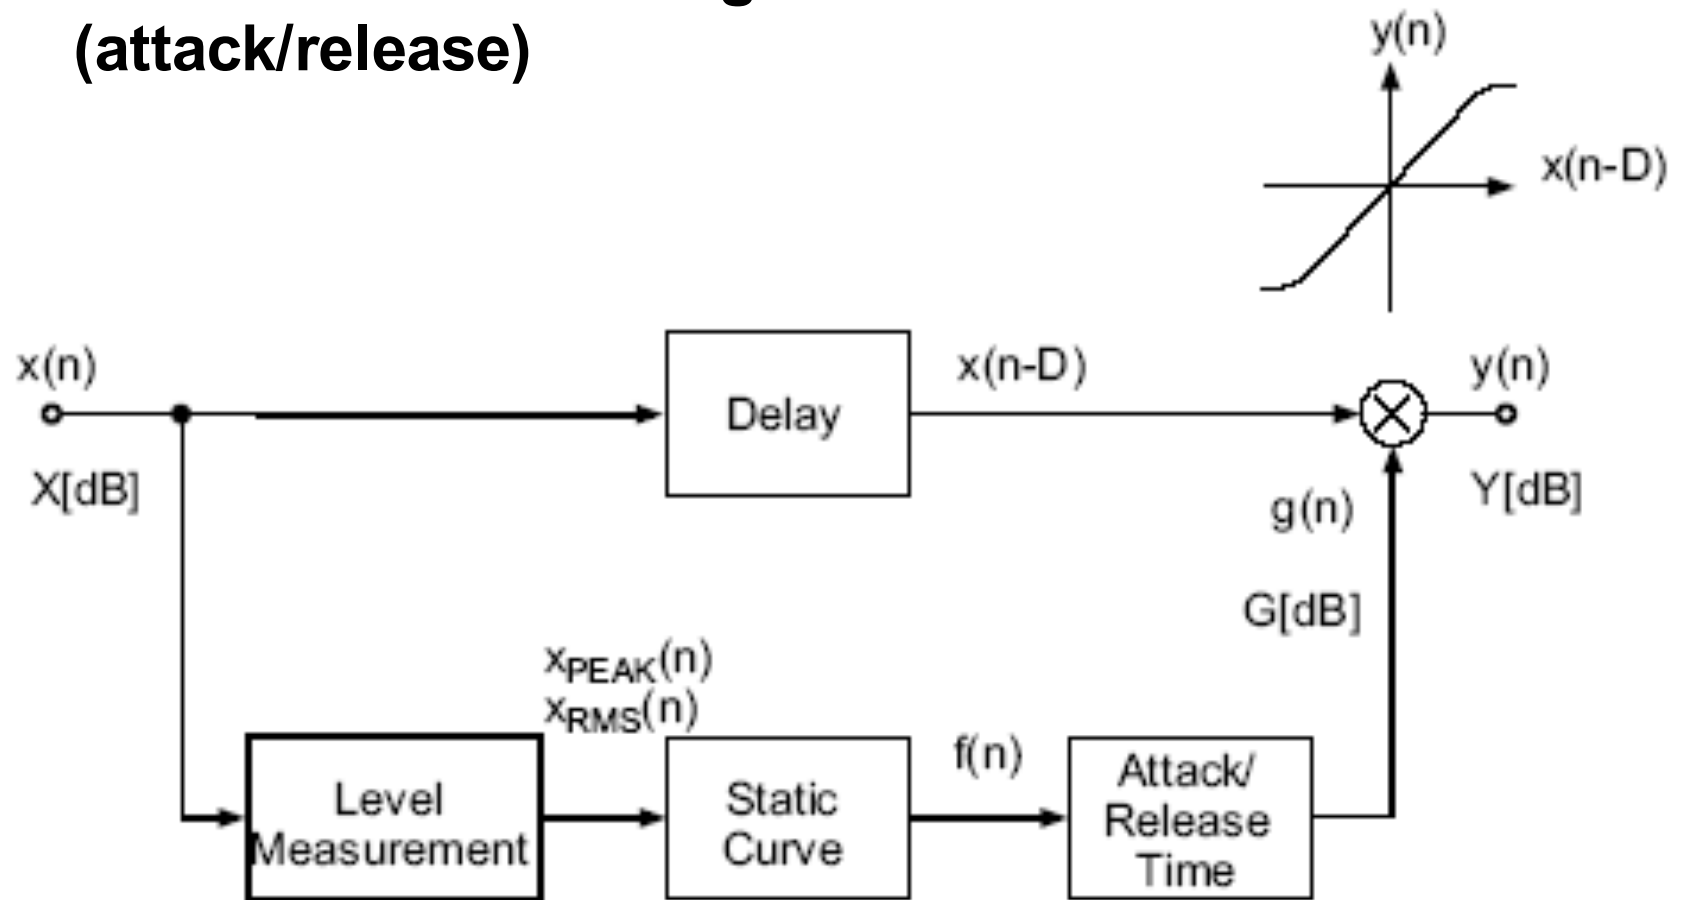 (attack/release)
y(n)
x(n-D)
x(n)
Delay
x(n-D)
y(n)
X[dB]
g(n)
Y[dB]
G[dB]
xPEAK(n)
xRMS(n)
Level
Measurement
Static
Curve
f(n)
Attack/
Release
Time